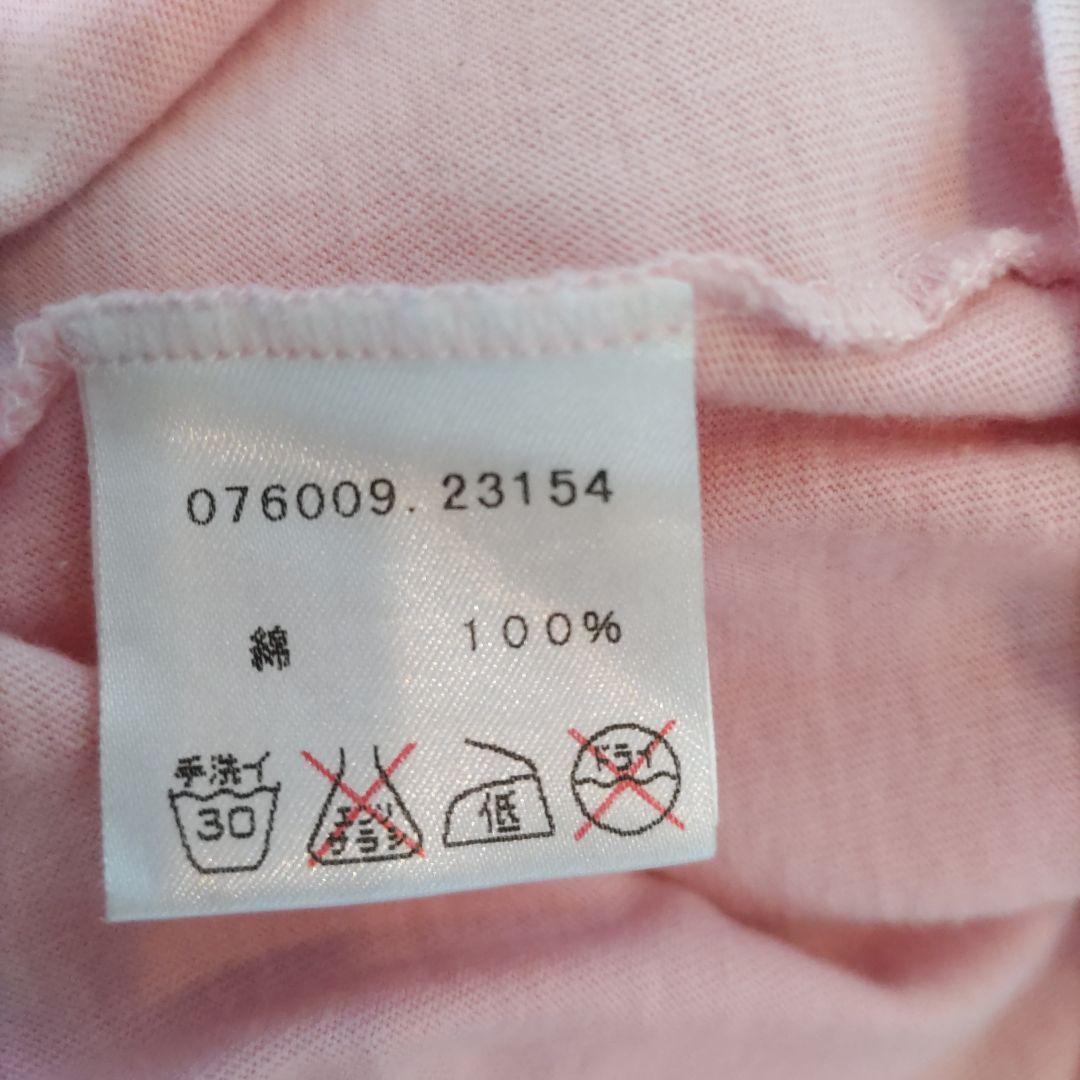 076009. 23154
綿 100%
手洗イ
30
エンソ
サラシ
低
ドライ